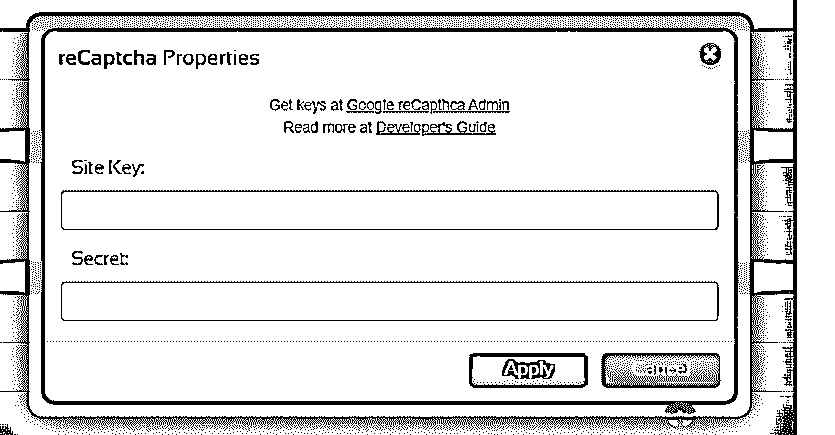 reCaptcha Properties
Get keys at Google reCapthca Admin
Read more at Developer's Guide
Site Key:
Secret:
Apply
Cancel